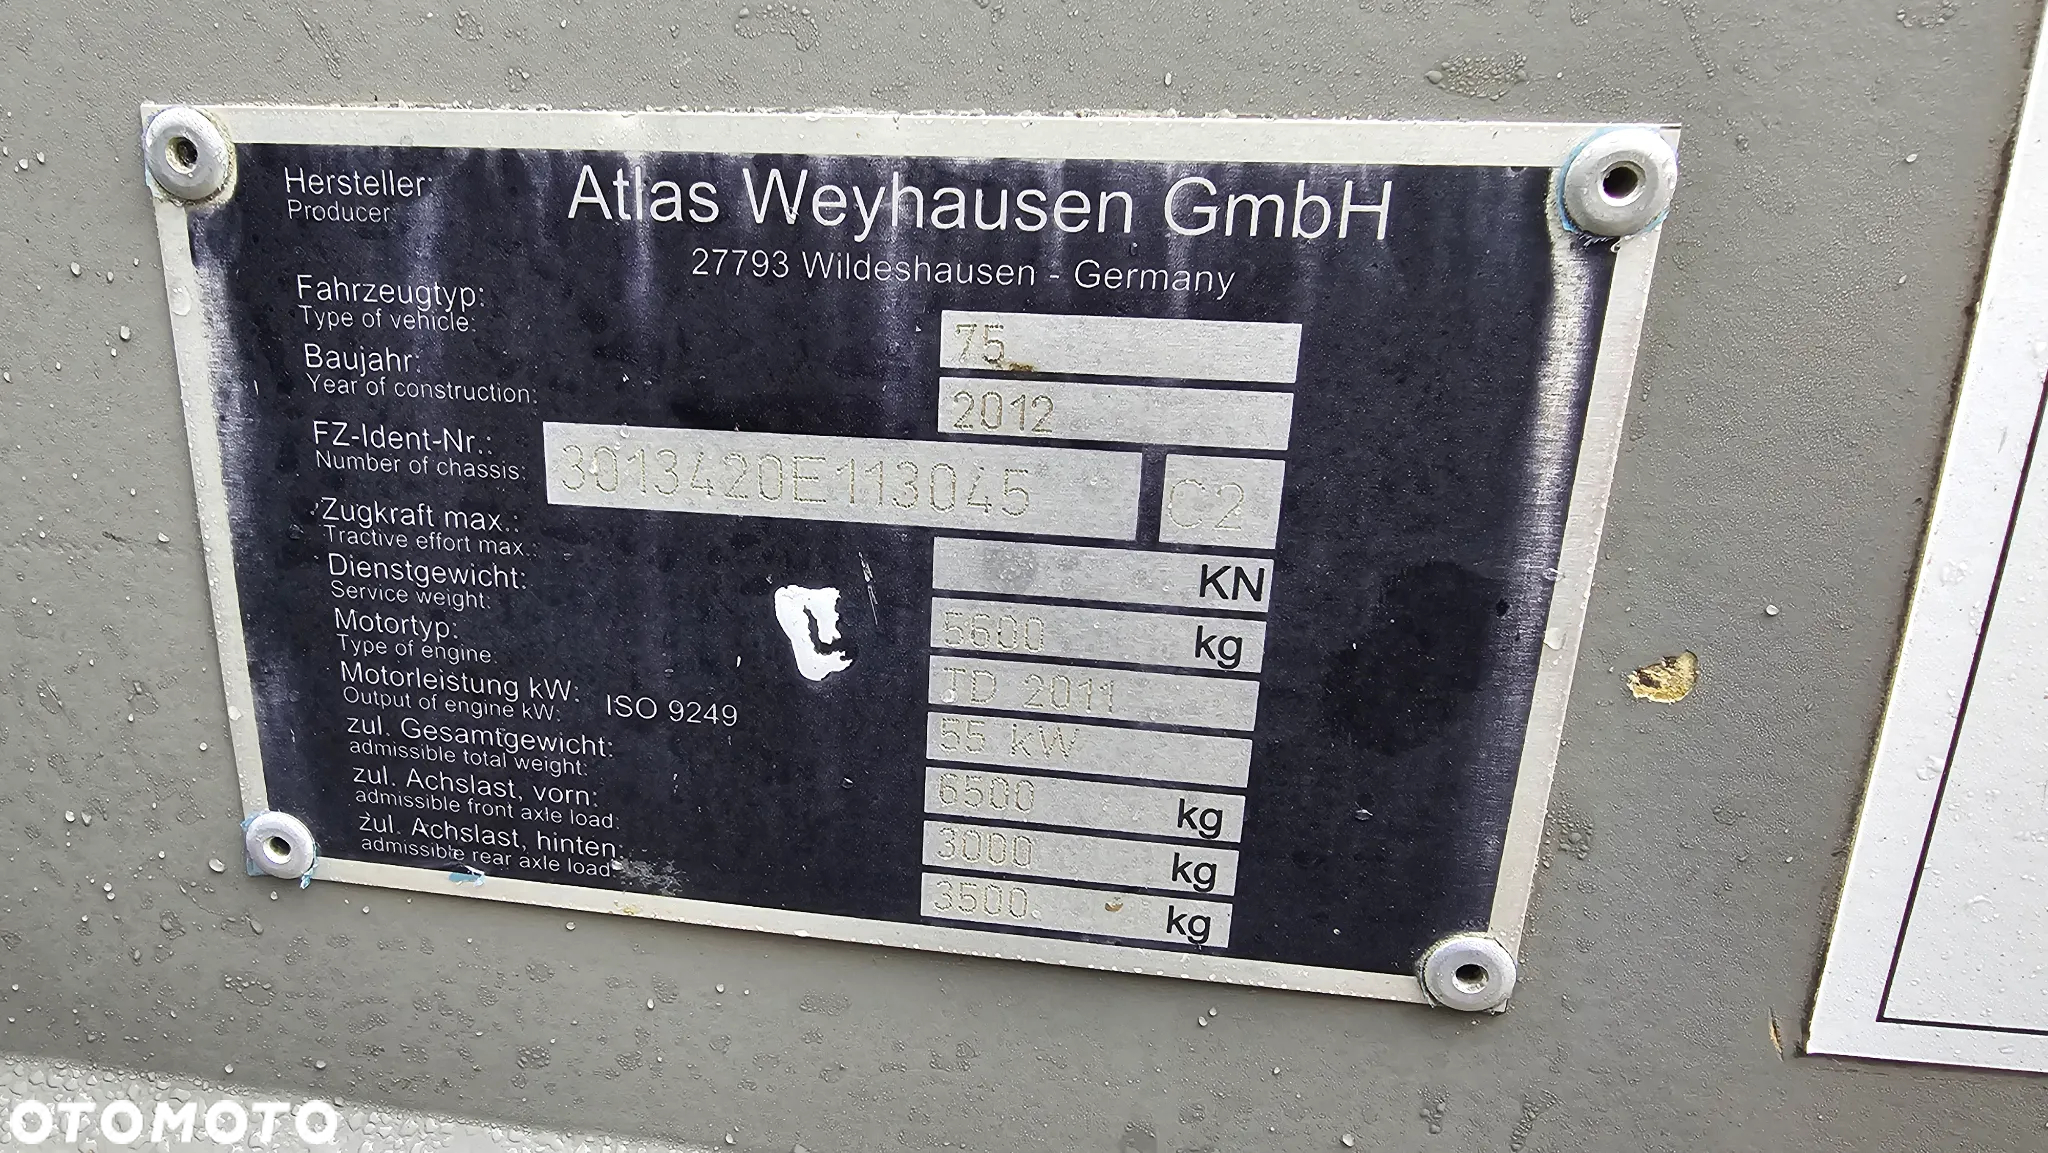 Hersteller: Atlas Weyhausen GmbH
Producer:
27793 Wildeshausen - Germany
Fahrzeugtyp: 75
Type of vehicle:
Baujahr: 2012
Year of construction:
FZ-Ident-Nr.: 3013420E113045 C2
Number of chassis:
Zugkraft max.: KN
Tractive effort max.:
Dienstgewicht: 5600 kg
Service weight:
Motortyp: TD 2011
Type of engine:
Motorleistung kW: ISO 9249 55 kW
Output of engine kW:
zul. Gesamtgewicht: 6500 kg
admissible total weight:
zul. Achslast, vorn: 3000 kg
admissible front axle load:
zul. Achslast, hinten: 3500 kg
admissible rear axle load:
OTOMOTO